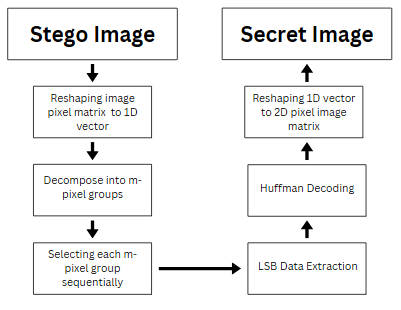 Stego Image
Reshaping image
pixel matrix to 1D
vector
Decompose into m-
pixel groups
Selecting each m-
pixel group
sequentially
LSB Data Extraction
Huffman Decoding
Reshaping 1D vector
to 2D pixel image
matrix
Secret Image